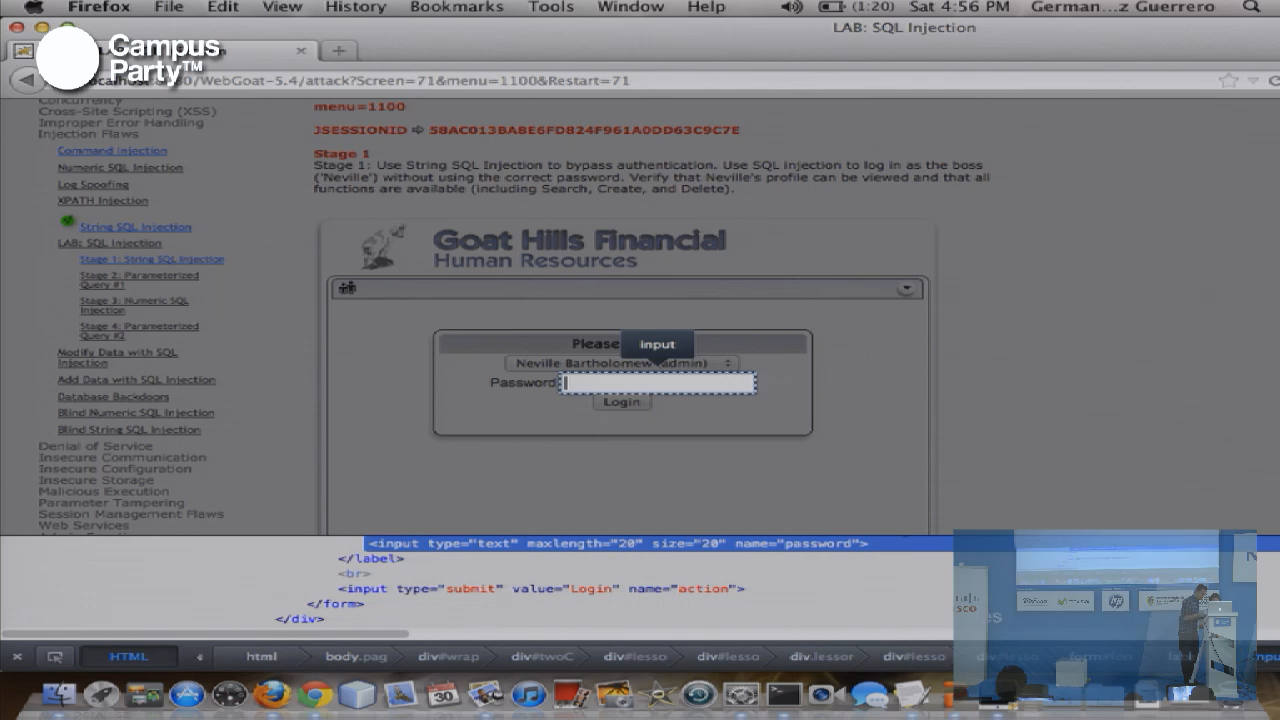 Firefox File Edit View History Bookmarks Tools Window Help (1:20) Sat 4:56 PM German...z Guerrero
LAB: SQL Injection
Campus
Party™
/WebGoat-5.4/attack?Screen=71&menu=1100&Restart=71
Concurrency
Cross-Site Scripting (XSS)
Improper Error Handling
Injection Flaws
Command Injection
Numeric SQL Injection
Log Spoofing
XPATH Injection
String SQL Injection
LAB: SQL Injection
Stage 1: String SQL Injection
Stage 2: Parameterized
Query #1
Stage 3: Numeric SQL
Injection
Stage 4: Parameterized
Query #2
Modify Data with SQL
Injection
Add Data with SQL Injection
Database Backdoors
Blind Numeric SQL Injection
Blind String SQL Injection
Denial of Service
Insecure Communication
Insecure Configuration
Insecure Storage
Malicious Execution
Parameter Tampering
Session Management Flaws
Web Services
menu=1100
JSESSIONID 58AC013BABE6FD824F961A0DD63C9C7E
Stage 1
Stage 1: Use String SQL Injection to bypass authentication. Use SQL injection to log in as the boss
('Neville') without using the correct password. Verify that Neville's profile can be viewed and that all
functions are available (including Search, Create, and Delete).
Goat Hills Financial
Human Resources
Please
input
Neville Bartholomew (admin)
Password
Login
<input type="text" maxlength="20" size="20" name="password">
</label>
<br>
<input type="submit" value="Login" name="action">
</form>
</div>
HTML html body.pag div#wrap div#twoC div#lesso div#lesso div.lessor div#lesso
30
hp